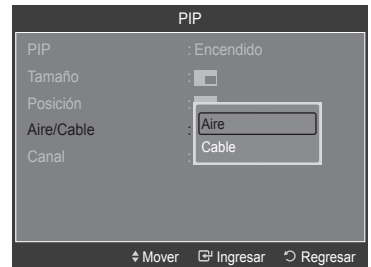 PIP
PIP : Encendido
Tamaño :
Posición :
Aire/Cable : Aire
Cable
Canal :
Mover Ingresar Regresar